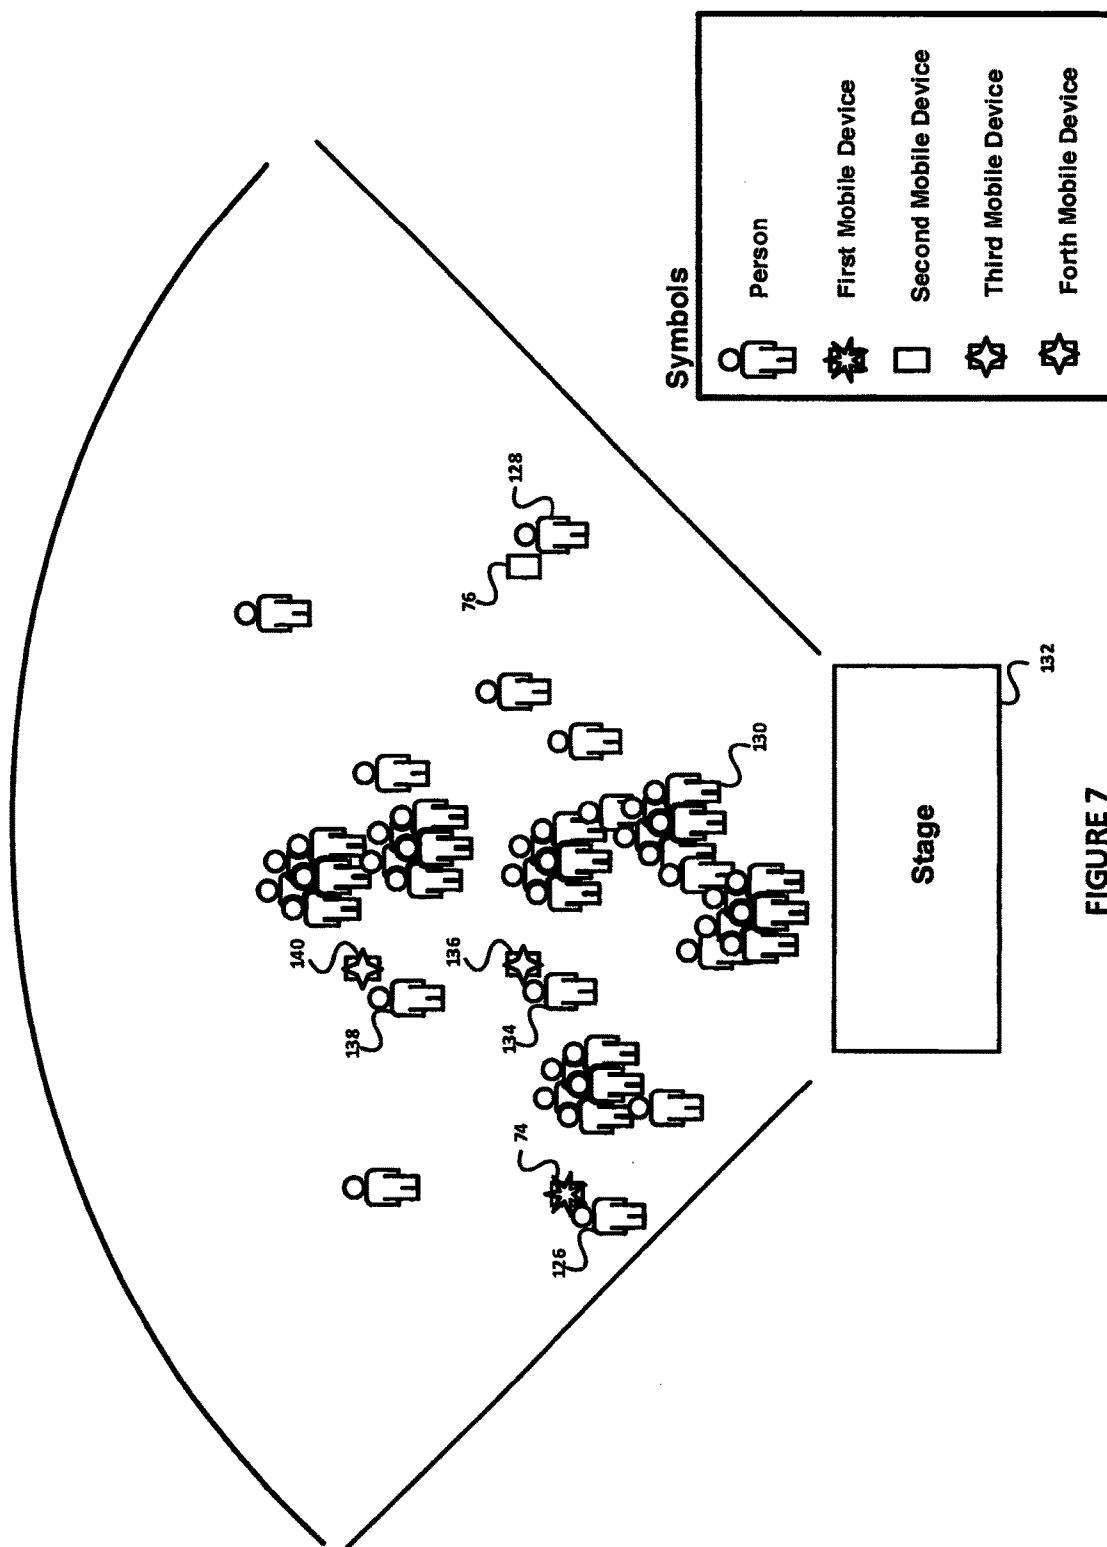 140
138
136
134
74
126
76
128
130
132
Stage
Symbols
Person
First Mobile Device
Second Mobile Device
Third Mobile Device
Forth Mobile Device
FIGURE 7